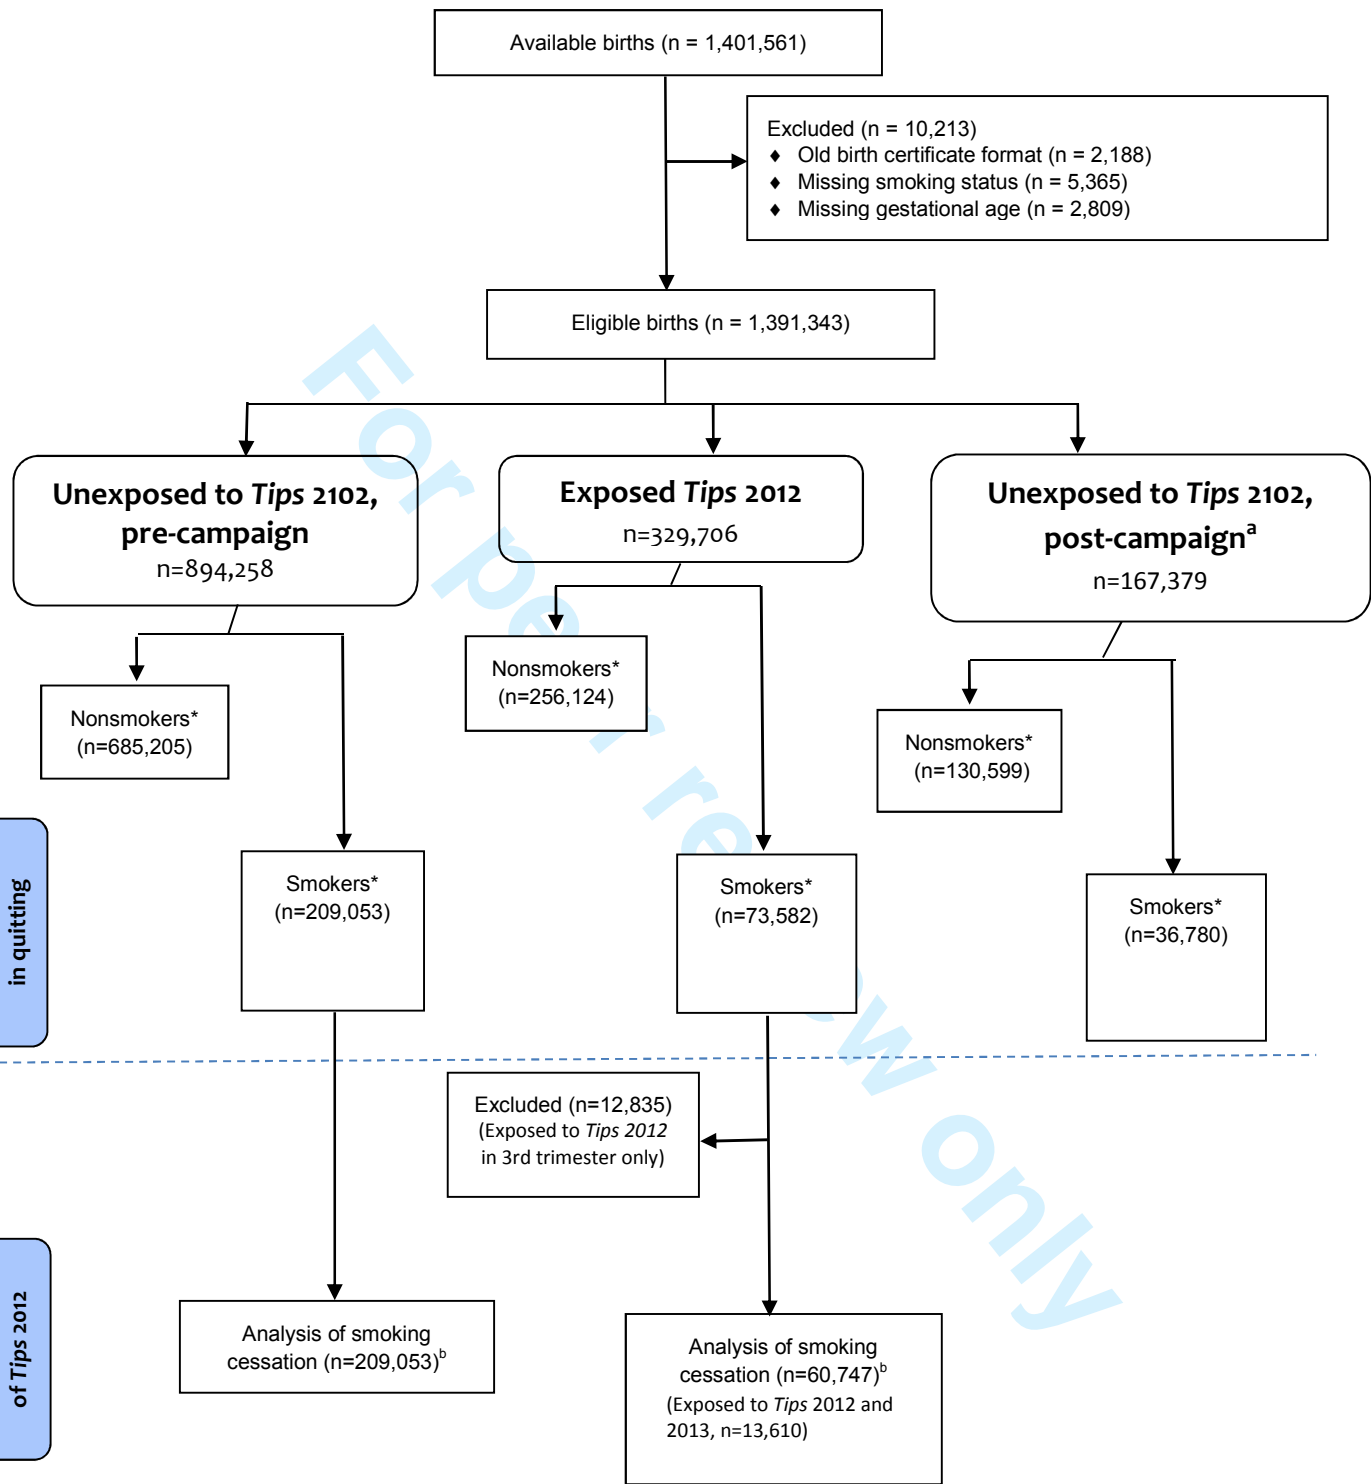 Available births (n = 1,401,561)
Excluded (n = 10,213)
♦ Old birth certificate format (n = 2,188)
♦ Missing smoking status (n = 5,365)
♦ Missing gestational age (n = 2,809)
Eligible births (n = 1,391,343)
Unexposed to Tips 2102,
pre-campaign
n=894,258
Exposed Tips 2012
n=329,706
Unexposed to Tips 2102,
post-campaignᵃ
n=167,379
Nonsmokers*
(n=685,205)
Nonsmokers*
(n=256,124)
Nonsmokers*
(n=130,599)
Smokers*
(n=209,053)
Smokers*
(n=73,582)
Smokers*
(n=36,780)
in quitting
Excluded (n=12,835)
(Exposed to Tips 2012
in 3rd trimester only)
of Tips 2012
Analysis of smoking
cessation (n=209,053)ᵇ
Analysis of smoking
cessation (n=60,747)ᵇ
(Exposed to Tips 2012 and
2013, n=13,610)
For peer review only